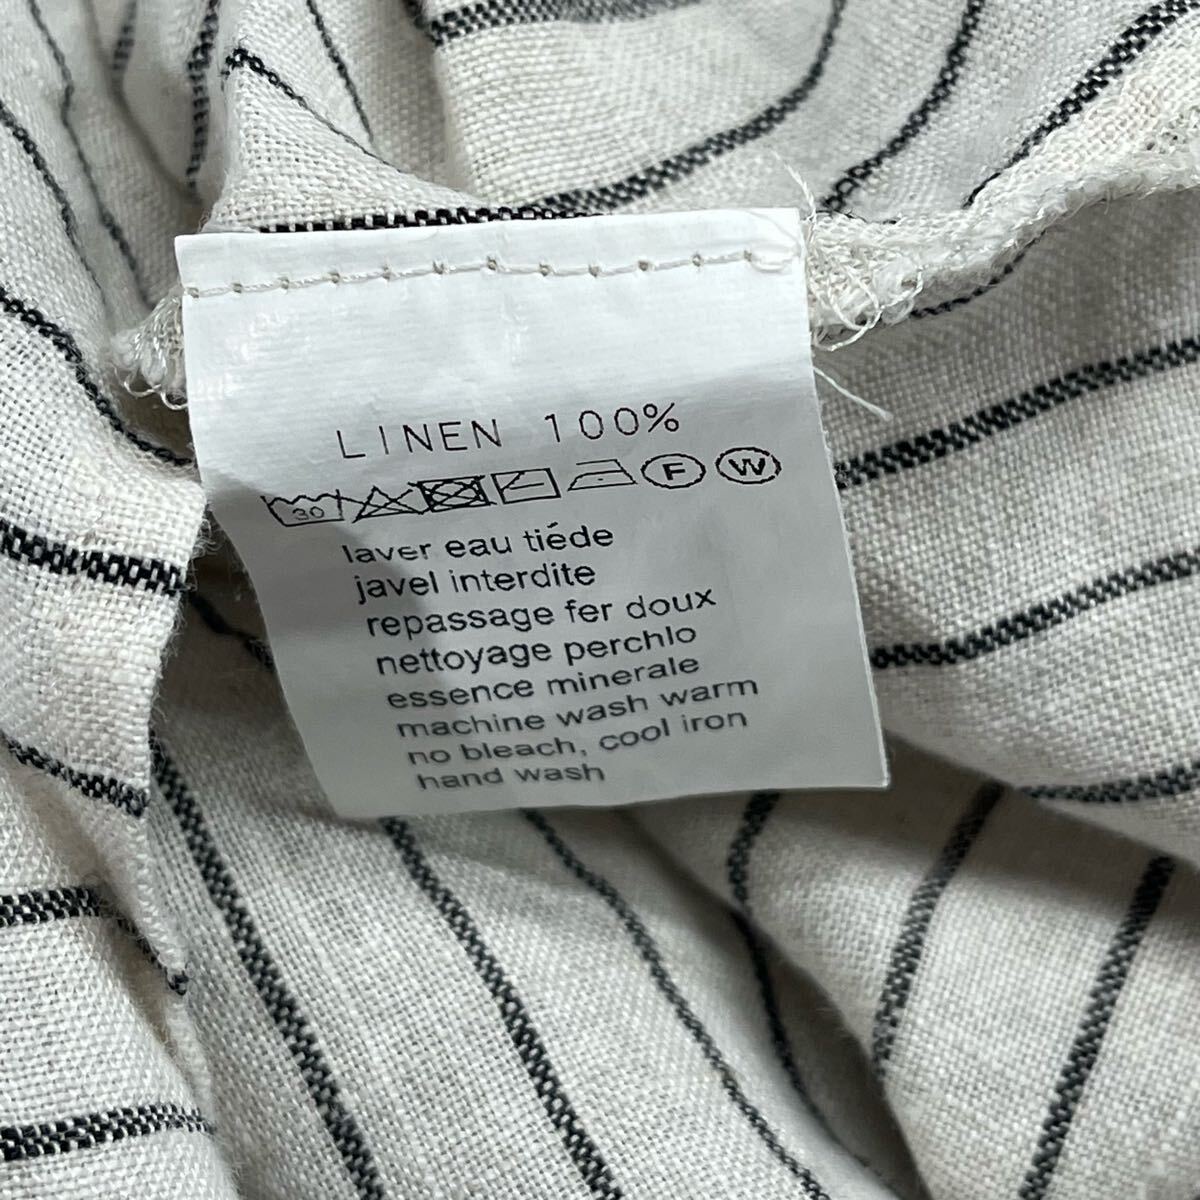 LINEN 100%
30 F W
laver eau tiéde
javel interdite
repassage fer doux
nettoyage perchlo
essence minerale
machine wash warm
no bleach, cool iron
hand wash